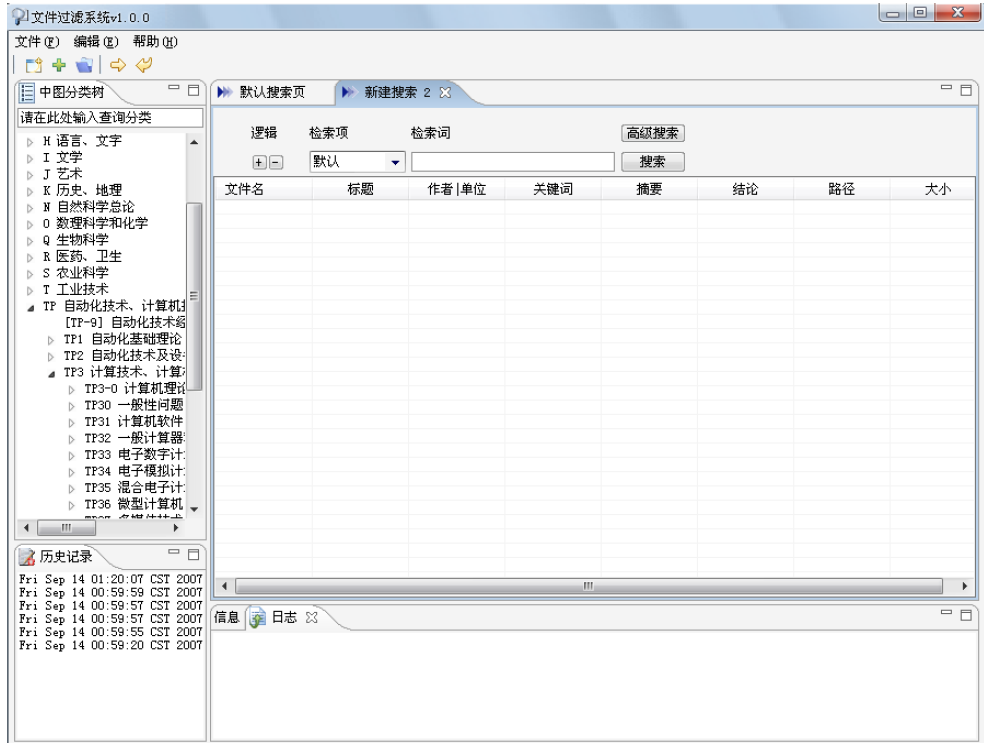 文件过滤系统v1.0.0
文件(F) 编辑(E) 帮助(H)
中图分类树
请在此处输入查询分类
H 语言、文字
I 文学
J 艺术
K 历史、地理
N 自然科学总论
O 数理科学和化学
Q 生物科学
R 医药、卫生
S 农业科学
T 工业技术
TP 自动化技术、计算机
[TP-9] 自动化技术经
TP1 自动化基础理论
TP2 自动化技术及设
TP3 计算技术、计算
TP3-0 计算机理论
TP30 一般性问题
TP31 计算机软件
TP32 一般计算器
TP33 电子数字计
TP34 电子模拟计
TP35 混合电子计
TP36 微型计算机
历史记录
Fri Sep 14 01:20:07 CST 2007
Fri Sep 14 00:59:59 CST 2007
Fri Sep 14 00:59:57 CST 2007
Fri Sep 14 00:59:57 CST 2007
Fri Sep 14 00:59:55 CST 2007
Fri Sep 14 00:59:20 CST 2007
默认搜索页 新建搜索 2
逻辑 检索项 检索词 高级搜索
+ - 默认 搜索
文件名 标题 作者|单位 关键词 摘要 结论 路径 大小
信息 日志